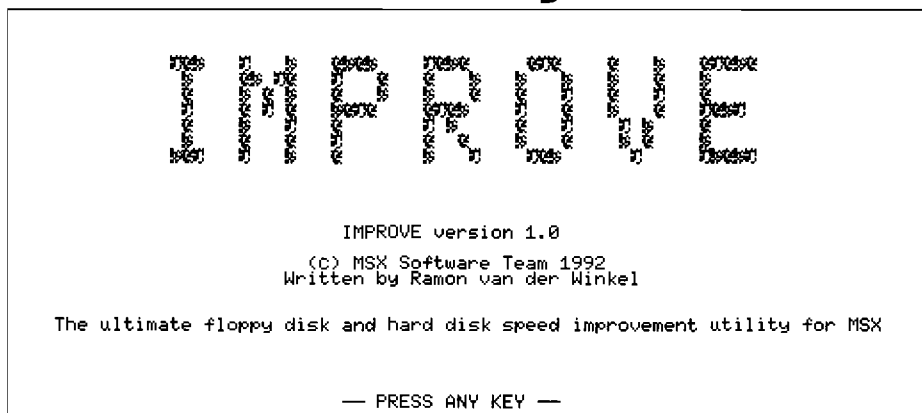 IMPROVE
IMPROVE version 1.0
(C) MSX Software Team 1992
Written by Ramon van der Winkel
The ultimate floppy disk and hard disk speed improvement utility for MSX
— PRESS ANY KEY —